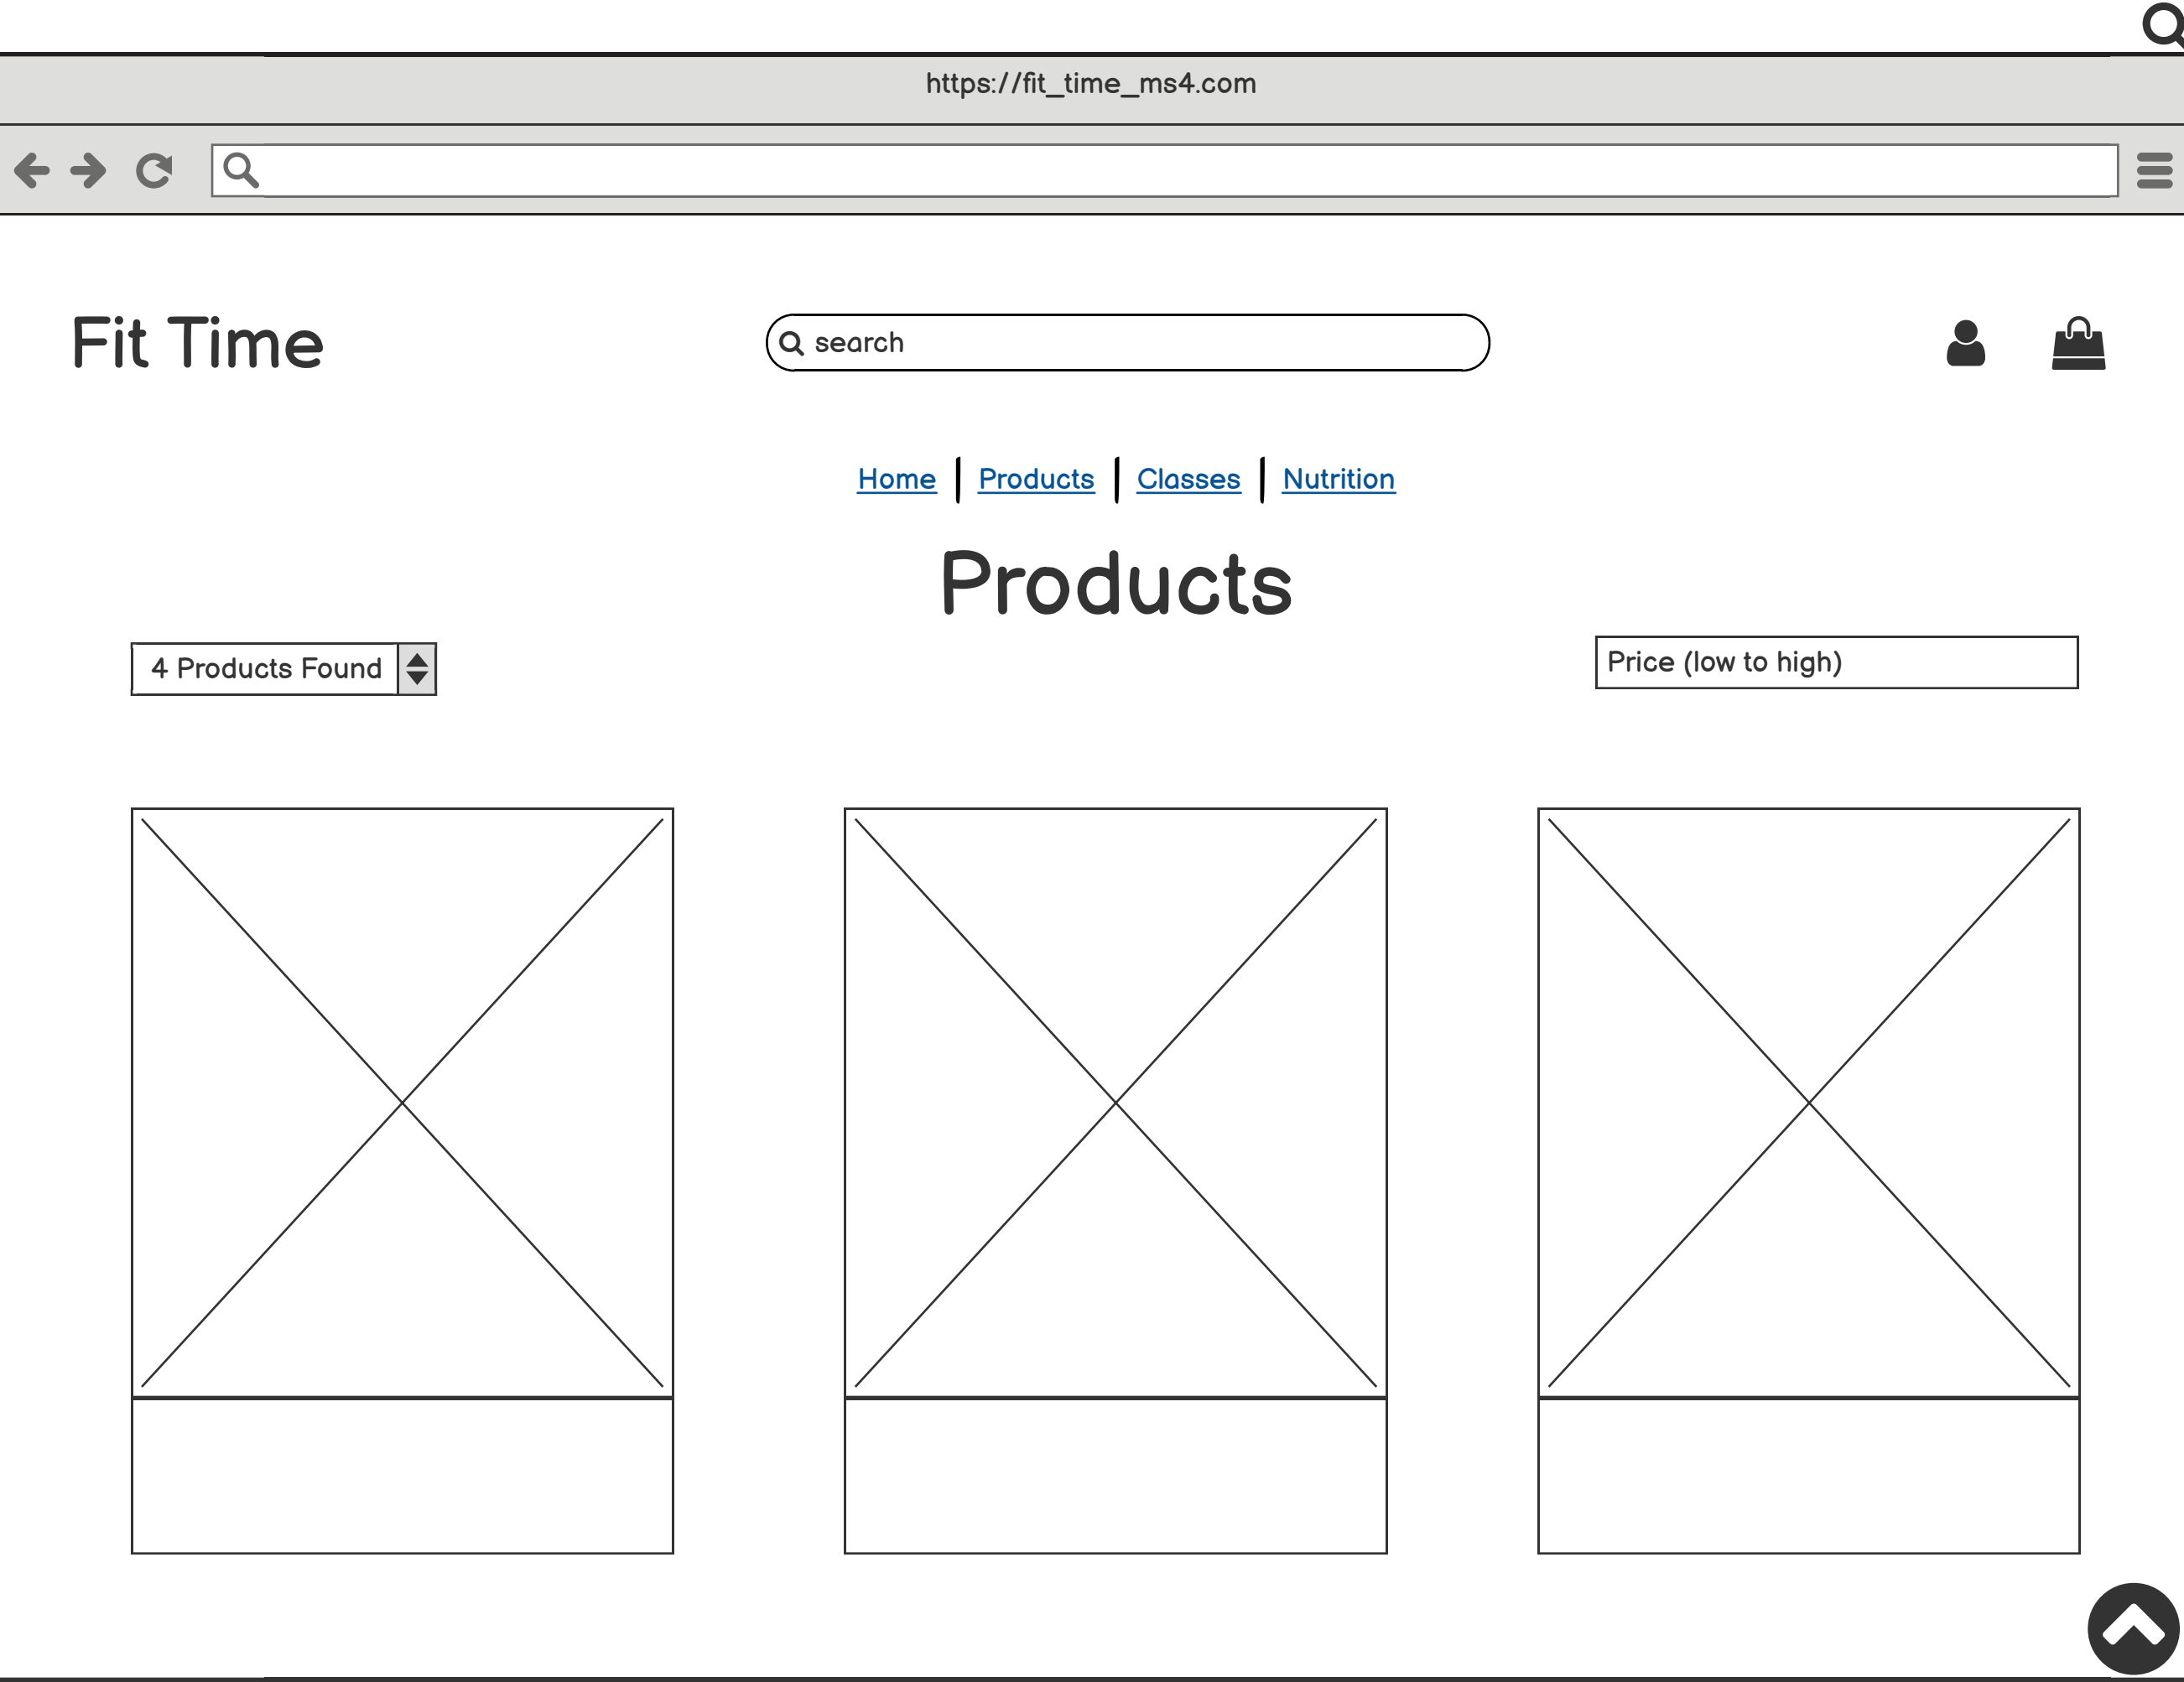 https://fit_time_ms4.com
Fit Time
search
Home | Products | Classes | Nutrition
Products
4 Products Found
Price (low to high)